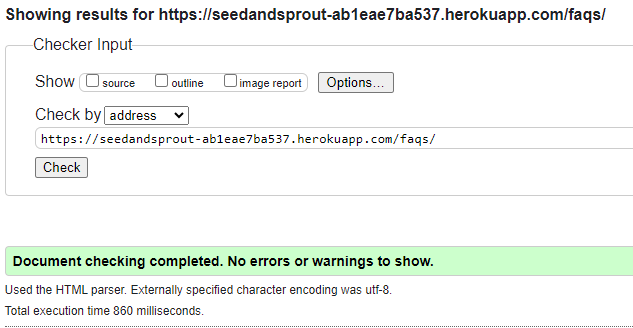 Showing results for https://seedandsprout-ab1eae7ba537.herokuapp.com/faqs/
Checker Input
Show source outline image report Options...
Check by address
https://seedandsprout-ab1eae7ba537.herokuapp.com/faqs/
Check
Document checking completed. No errors or warnings to show.
Used the HTML parser. Externally specified character encoding was utf-8.
Total execution time 860 milliseconds.